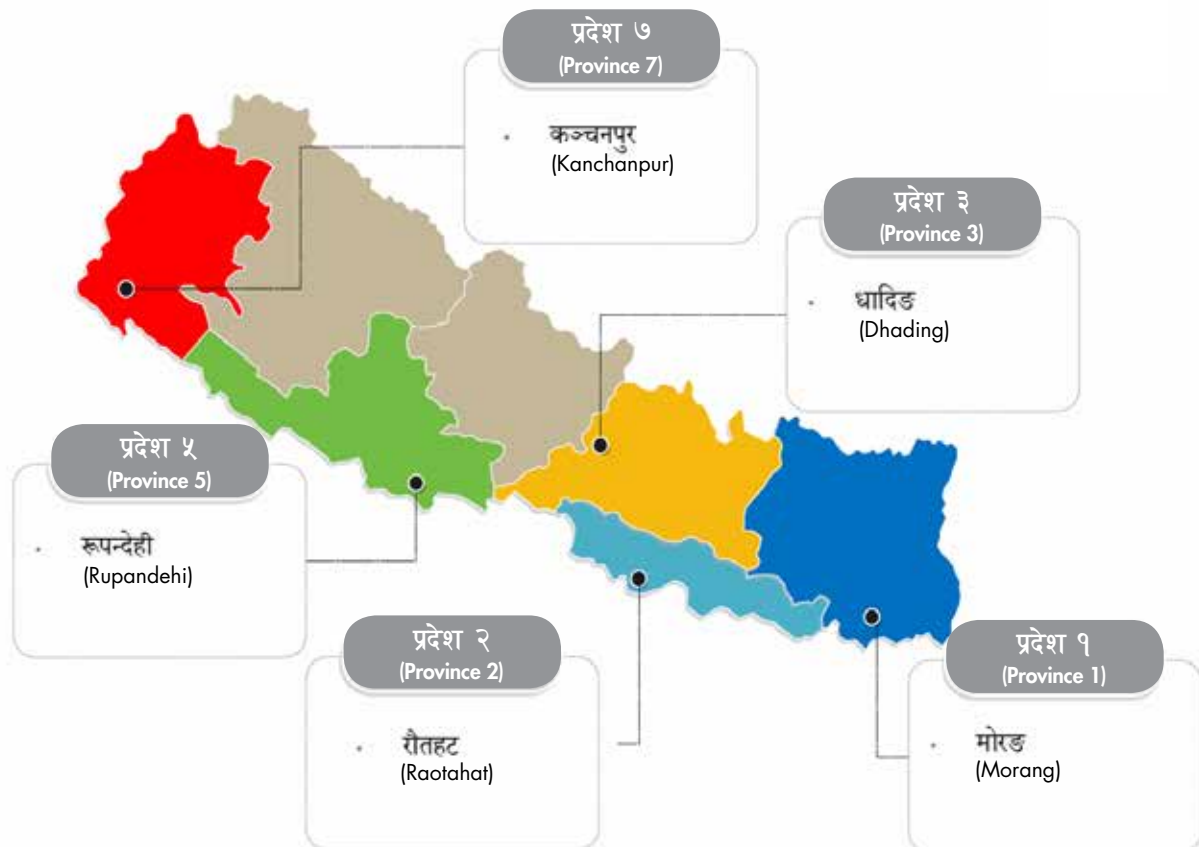 प्रदेश ७
(Province 7)
कञ्चनपुर
(Kanchanpur)
प्रदेश ३
(Province 3)
धादिङ
(Dhading)
प्रदेश ५
(Province 5)
रूपन्देही
(Rupandehi)
प्रदेश २
(Province 2)
रौतहट
(Raotahat)
प्रदेश १
(Province 1)
मोरङ
(Morang)